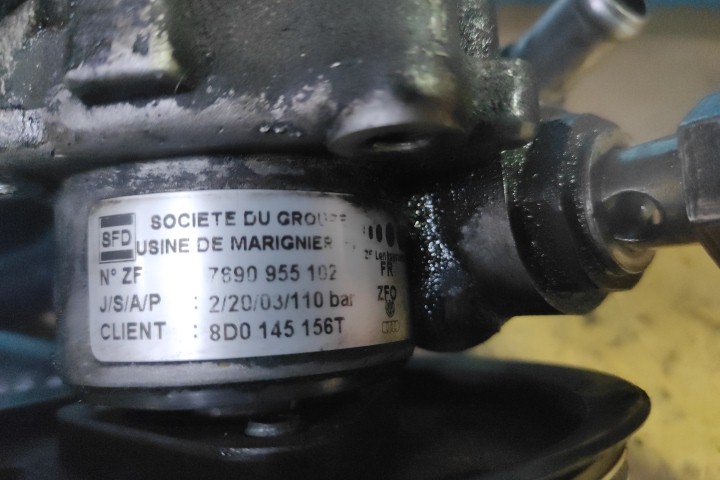 SFD
SOCIETE DU GROUPE
USINE DE MARIGNIER
N° ZF 7690 955 102
J/S/A/P : 2/20/03/110 bar
CLIENT : 8D0 145 156T
ZF
FR
ZFO